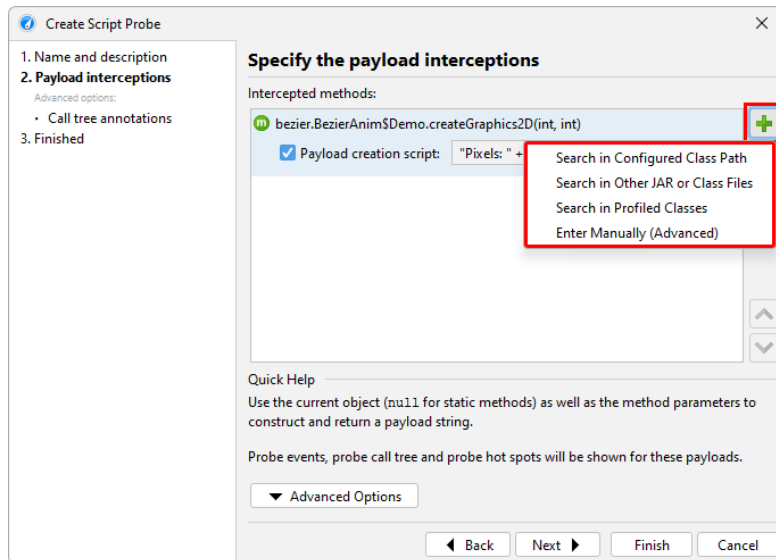 Create Script Probe
1. Name and description
2. Payload interceptions
Advanced options:
• Call tree annotations
3. Finished
Specify the payload interceptions
Intercepted methods:
m bezier.BezierAnim$Demo.createGraphics2D(int, int)
Payload creation script: "Pixels: " +
Search in Configured Class Path
Search in Other JAR or Class Files
Search in Profiled Classes
Enter Manually (Advanced)
Quick Help
Use the current object (null for static methods) as well as the method parameters to
construct and return a payload string.
Probe events, probe call tree and probe hot spots will be shown for these payloads.
Advanced Options
Back Next Finish Cancel